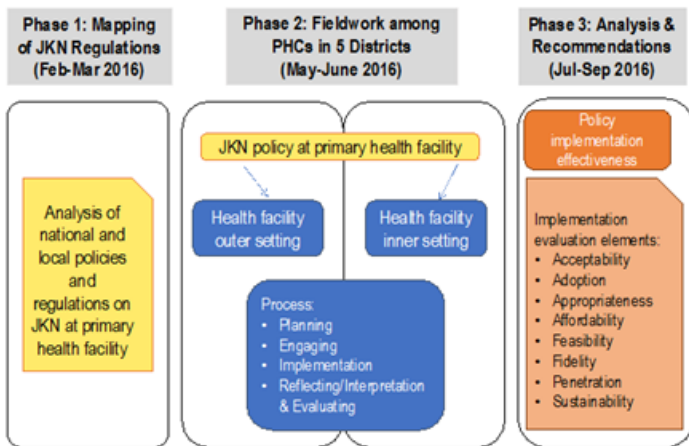 Phase 1: Mapping
of JKN Regulations
(Feb-Mar 2016)
Phase 2: Fieldwork among
PHCs in 5 Districts
(May-June 2016)
Phase 3: Analysis &
Recommendations
(Jul-Sep 2016)
Analysis of
national and
local policies
and
regulations on
JKN at primary
health facility
JKN policy at primary health facility
Health facility
outer setting
Health facility
inner setting
Process:
• Planning
• Engaging
• Implementation
• Reflecting/Interpretation
& Evaluating
Policy
implementation
effectiveness
Implementation
evaluation elements:
• Acceptability
• Adoption
• Appropriateness
• Affordability
• Feasibility
• Fidelity
• Penetration
• Sustainability